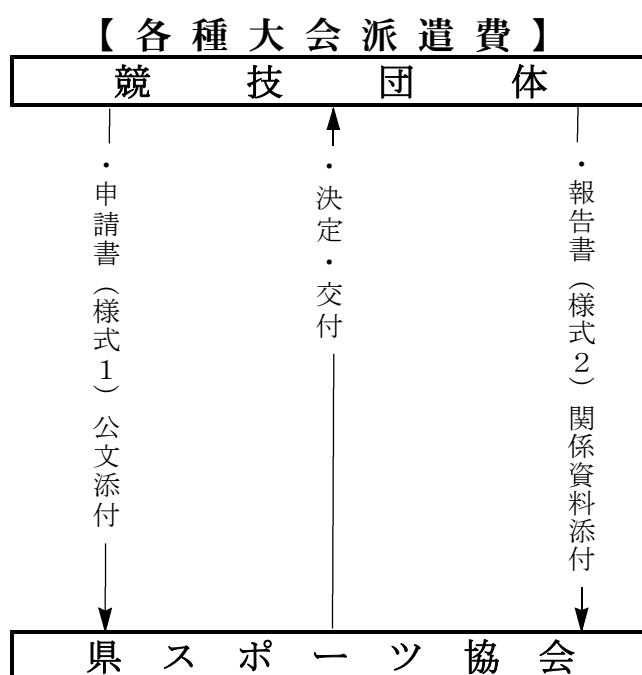 【各種大会派遣費】
競技団体
・申請書（様式１）公文添付
・決定・交付
・報告書（様式２）関係資料添付
県スポーツ協会